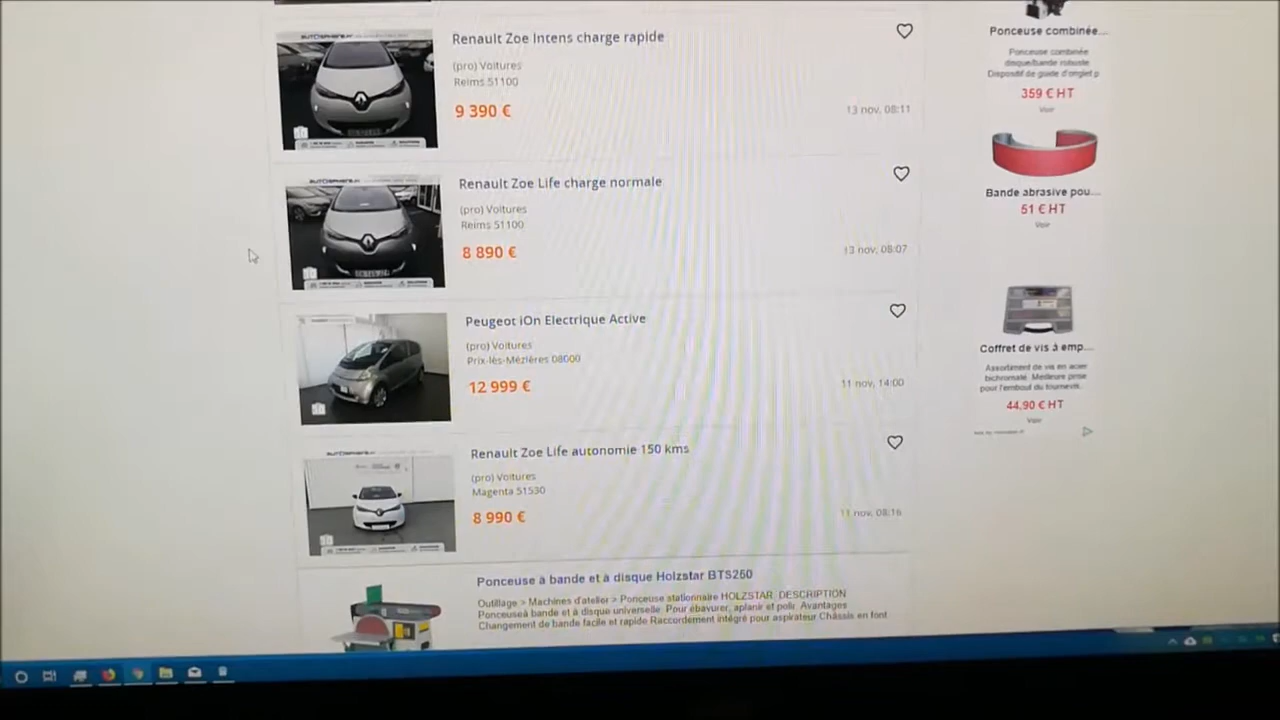 Renault Zoe Intens charge rapide
(pro) Voitures
Reims 51100
9 390 €
13 nov, 08:11
Renault Zoe Life charge normale
(pro) Voitures
Reims 51100
8 890 €
13 nov, 08:07
Peugeot iOn Electrique Active
(pro) Voitures
Prix-lès-Mézières 08000
12 999 €
11 nov, 14:00
Renault Zoe Life autonomie 150 kms
(pro) Voitures
Magenta 51530
8 990 €
11 nov, 08:16
Ponceuse à bande et à disque Holzstar BTS250
Outillage > Machines d'atelier > Ponceuse stationnaire HOLZSTAR. DESCRIPTION
Ponceuseà bande et à disque universelle. Pour ébavurer, aplanir et polir. Avantages
Changement de bande facile et rapide Raccordement intégré pour aspirateur Châssis en font
Ponceuse combinée...
Ponceuse combinée
disque/bande robuste
Dispositif de guide d'onglet p
359 € HT
Voir
Bande abrasive pou...
51 € HT
Voir
Coffret de vis à emp...
Assortiment de vis en acier
bichromaté. Meilleure prise
pour l'embout du tournevis.
44,90 € HT
Voir